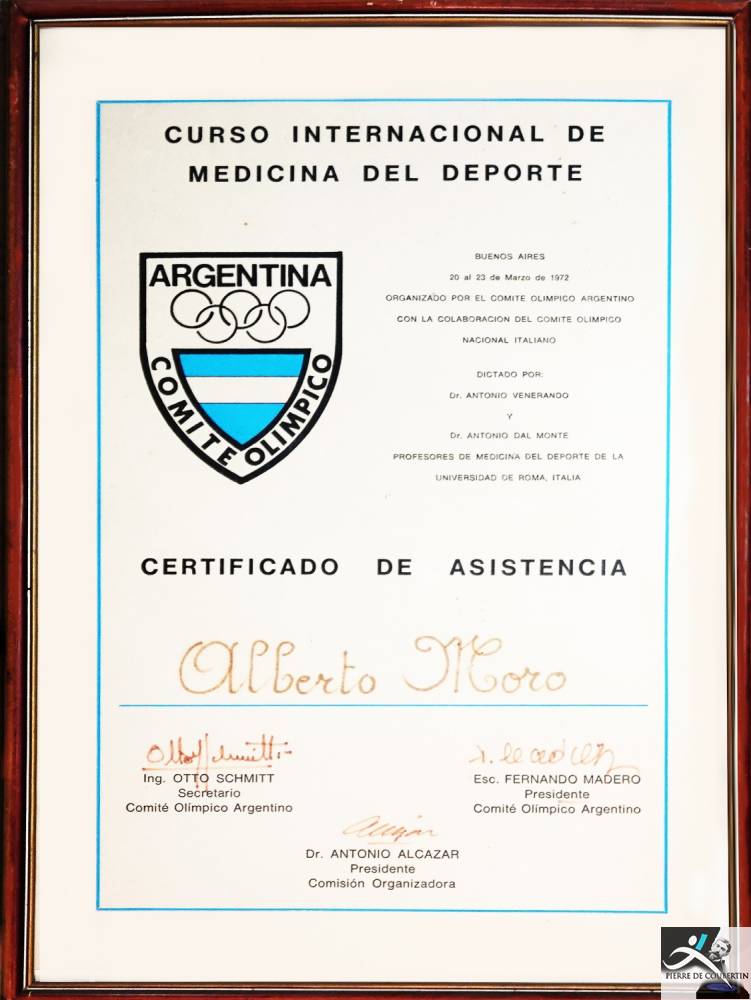 CURSO INTERNACIONAL DE
MEDICINA DEL DEPORTE
ARGENTINA
COMITE OLIMPICO
BUENOS AIRES
20 al 23 de Marzo de 1972
ORGANIZADO POR EL COMITE OLIMPICO ARGENTINO
CON LA COLABORACION DEL COMITE OLIMPICO
NACIONAL ITALIANO
DICTADO POR:
Dr. ANTONIO VENERANDO
Y
Dr. ANTONIO DAL MONTE
PROFESORES DE MEDICINA DEL DEPORTE DE LA
UNIVERSIDAD DE ROMA, ITALIA
CERTIFICADO DE ASISTENCIA
Alberto Moro
Otto Schmitt
Ing. OTTO SCHMITT
Secretario
Comité Olímpico Argentino
Esc. FERNANDO MADERO
Presidente
Comité Olímpico Argentino
Dr. ANTONIO ALCAZAR
Presidente
Comisión Organizadora
PIERRE DE COUBERTIN